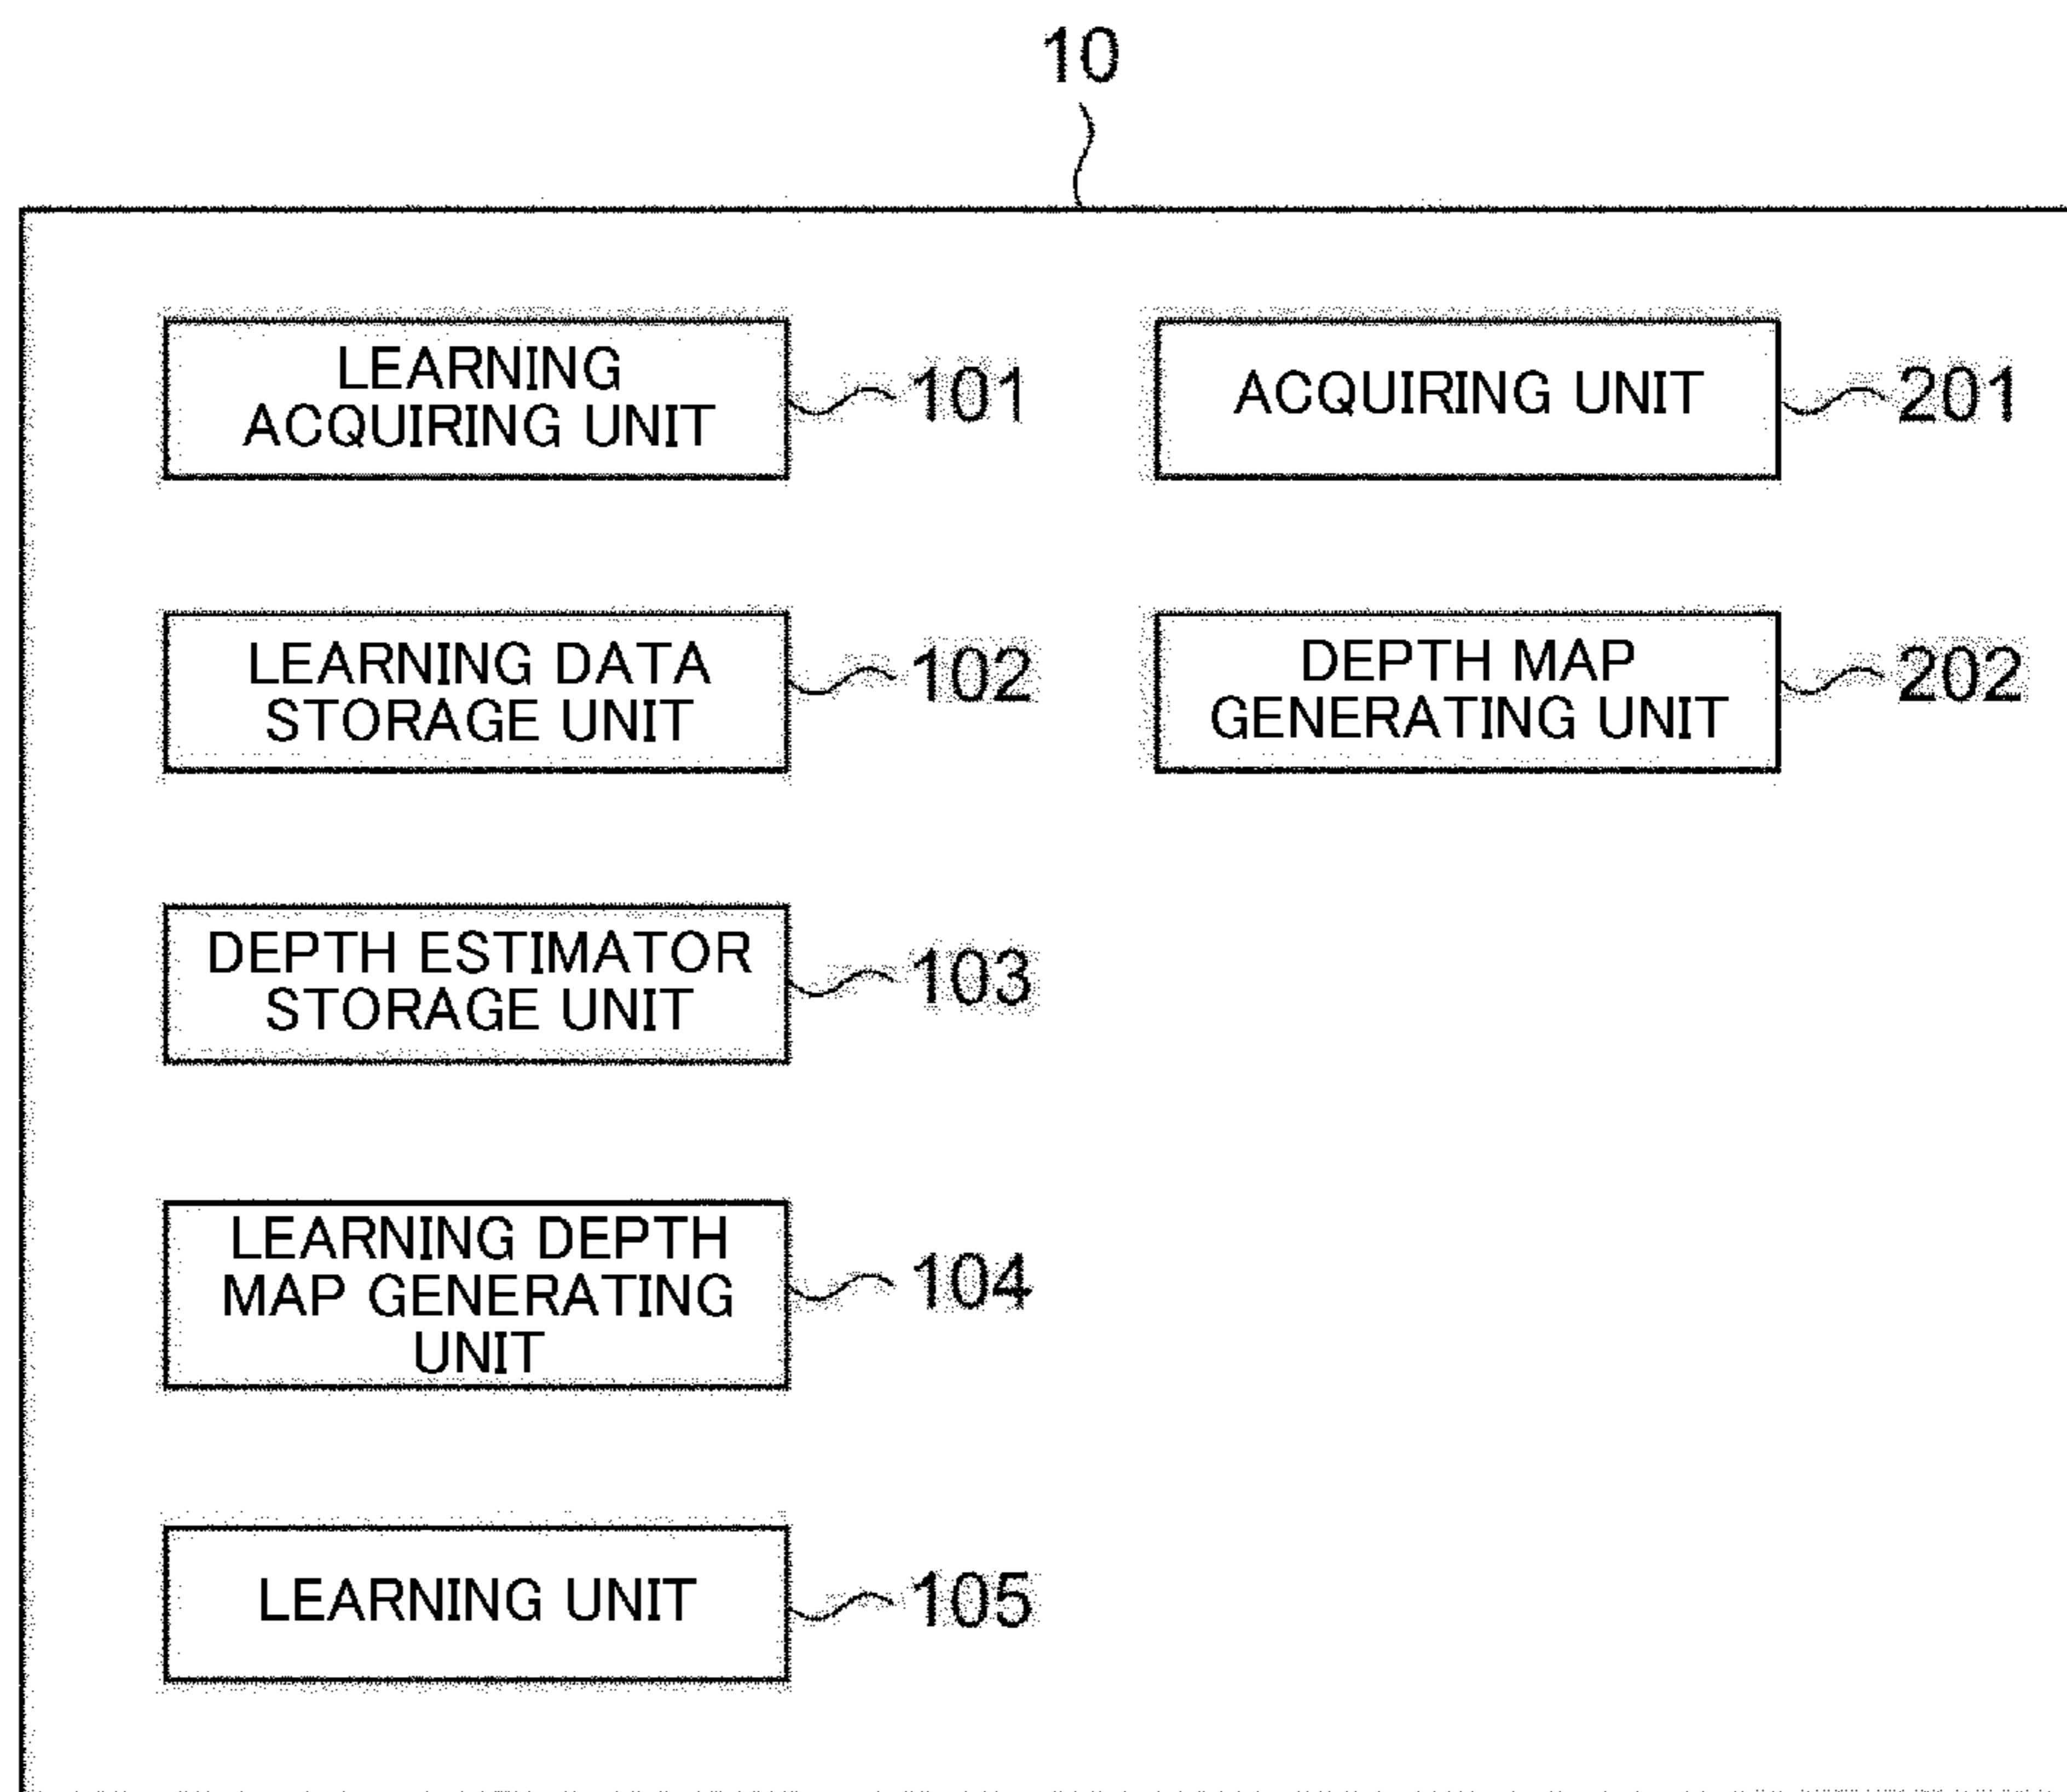 10
LEARNING
ACQUIRING UNIT
101
ACQUIRING UNIT
201
LEARNING DATA
STORAGE UNIT
102
DEPTH MAP
GENERATING UNIT
202
DEPTH ESTIMATOR
STORAGE UNIT
103
LEARNING DEPTH
MAP GENERATING
UNIT
104
LEARNING UNIT
105